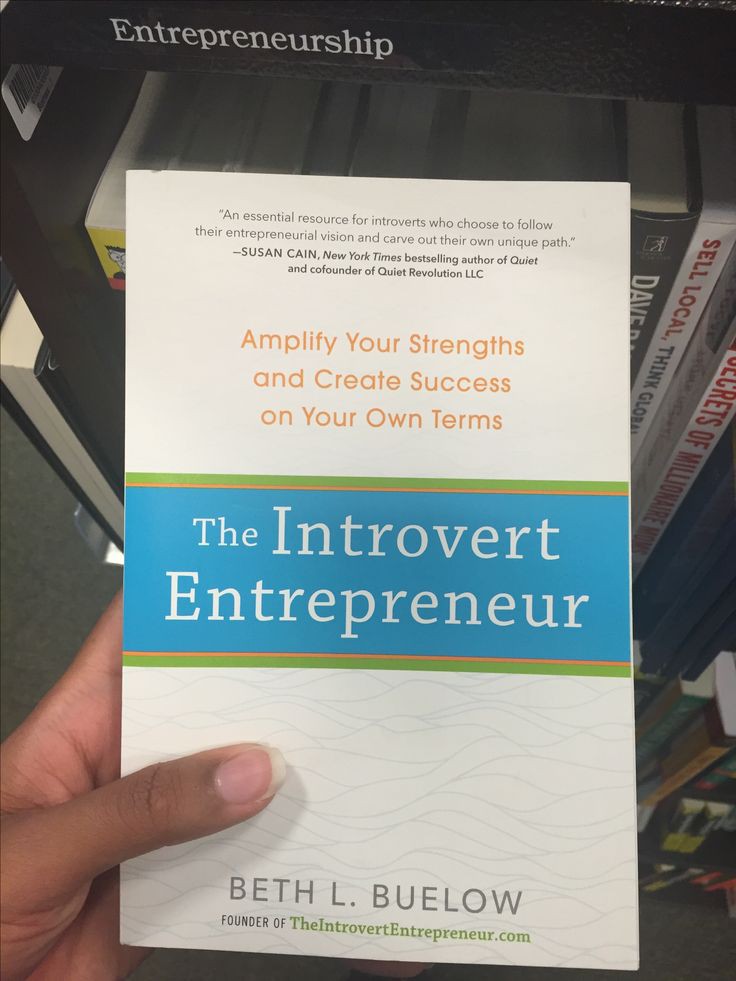 Entrepreneurship
“An essential resource for introverts who choose to follow
their entrepreneurial vision and carve out their own unique path.”
—SUSAN CAIN, New York Times bestselling author of Quiet
and cofounder of Quiet Revolution LLC
Amplify Your Strengths
and Create Success
on Your Own Terms
The Introvert
Entrepreneur
BETH L. BUELOW
FOUNDER OF TheIntrovertEntrepreneur.com
DAVE
SELL LOCAL, THINK GLOBAL
SECRETS OF MILLIONAIRE